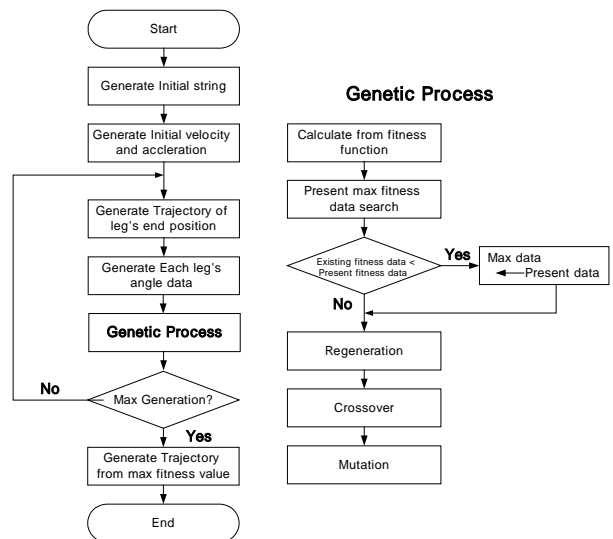 Start
Generate Initial string
Generate Initial velocity
and accleration
Generate Trajectory of
leg's end position
Generate Each leg's
angle data
Genetic Process
No
Max Generation?
Yes
Generate Trajectory
from max fitness value
End
Genetic Process
Calculate from fitness
function
Present max fitness
data search
Existing fitness data <
Present fitness data
Yes
Max data
Present data
No
Regeneration
Crossover
Mutation